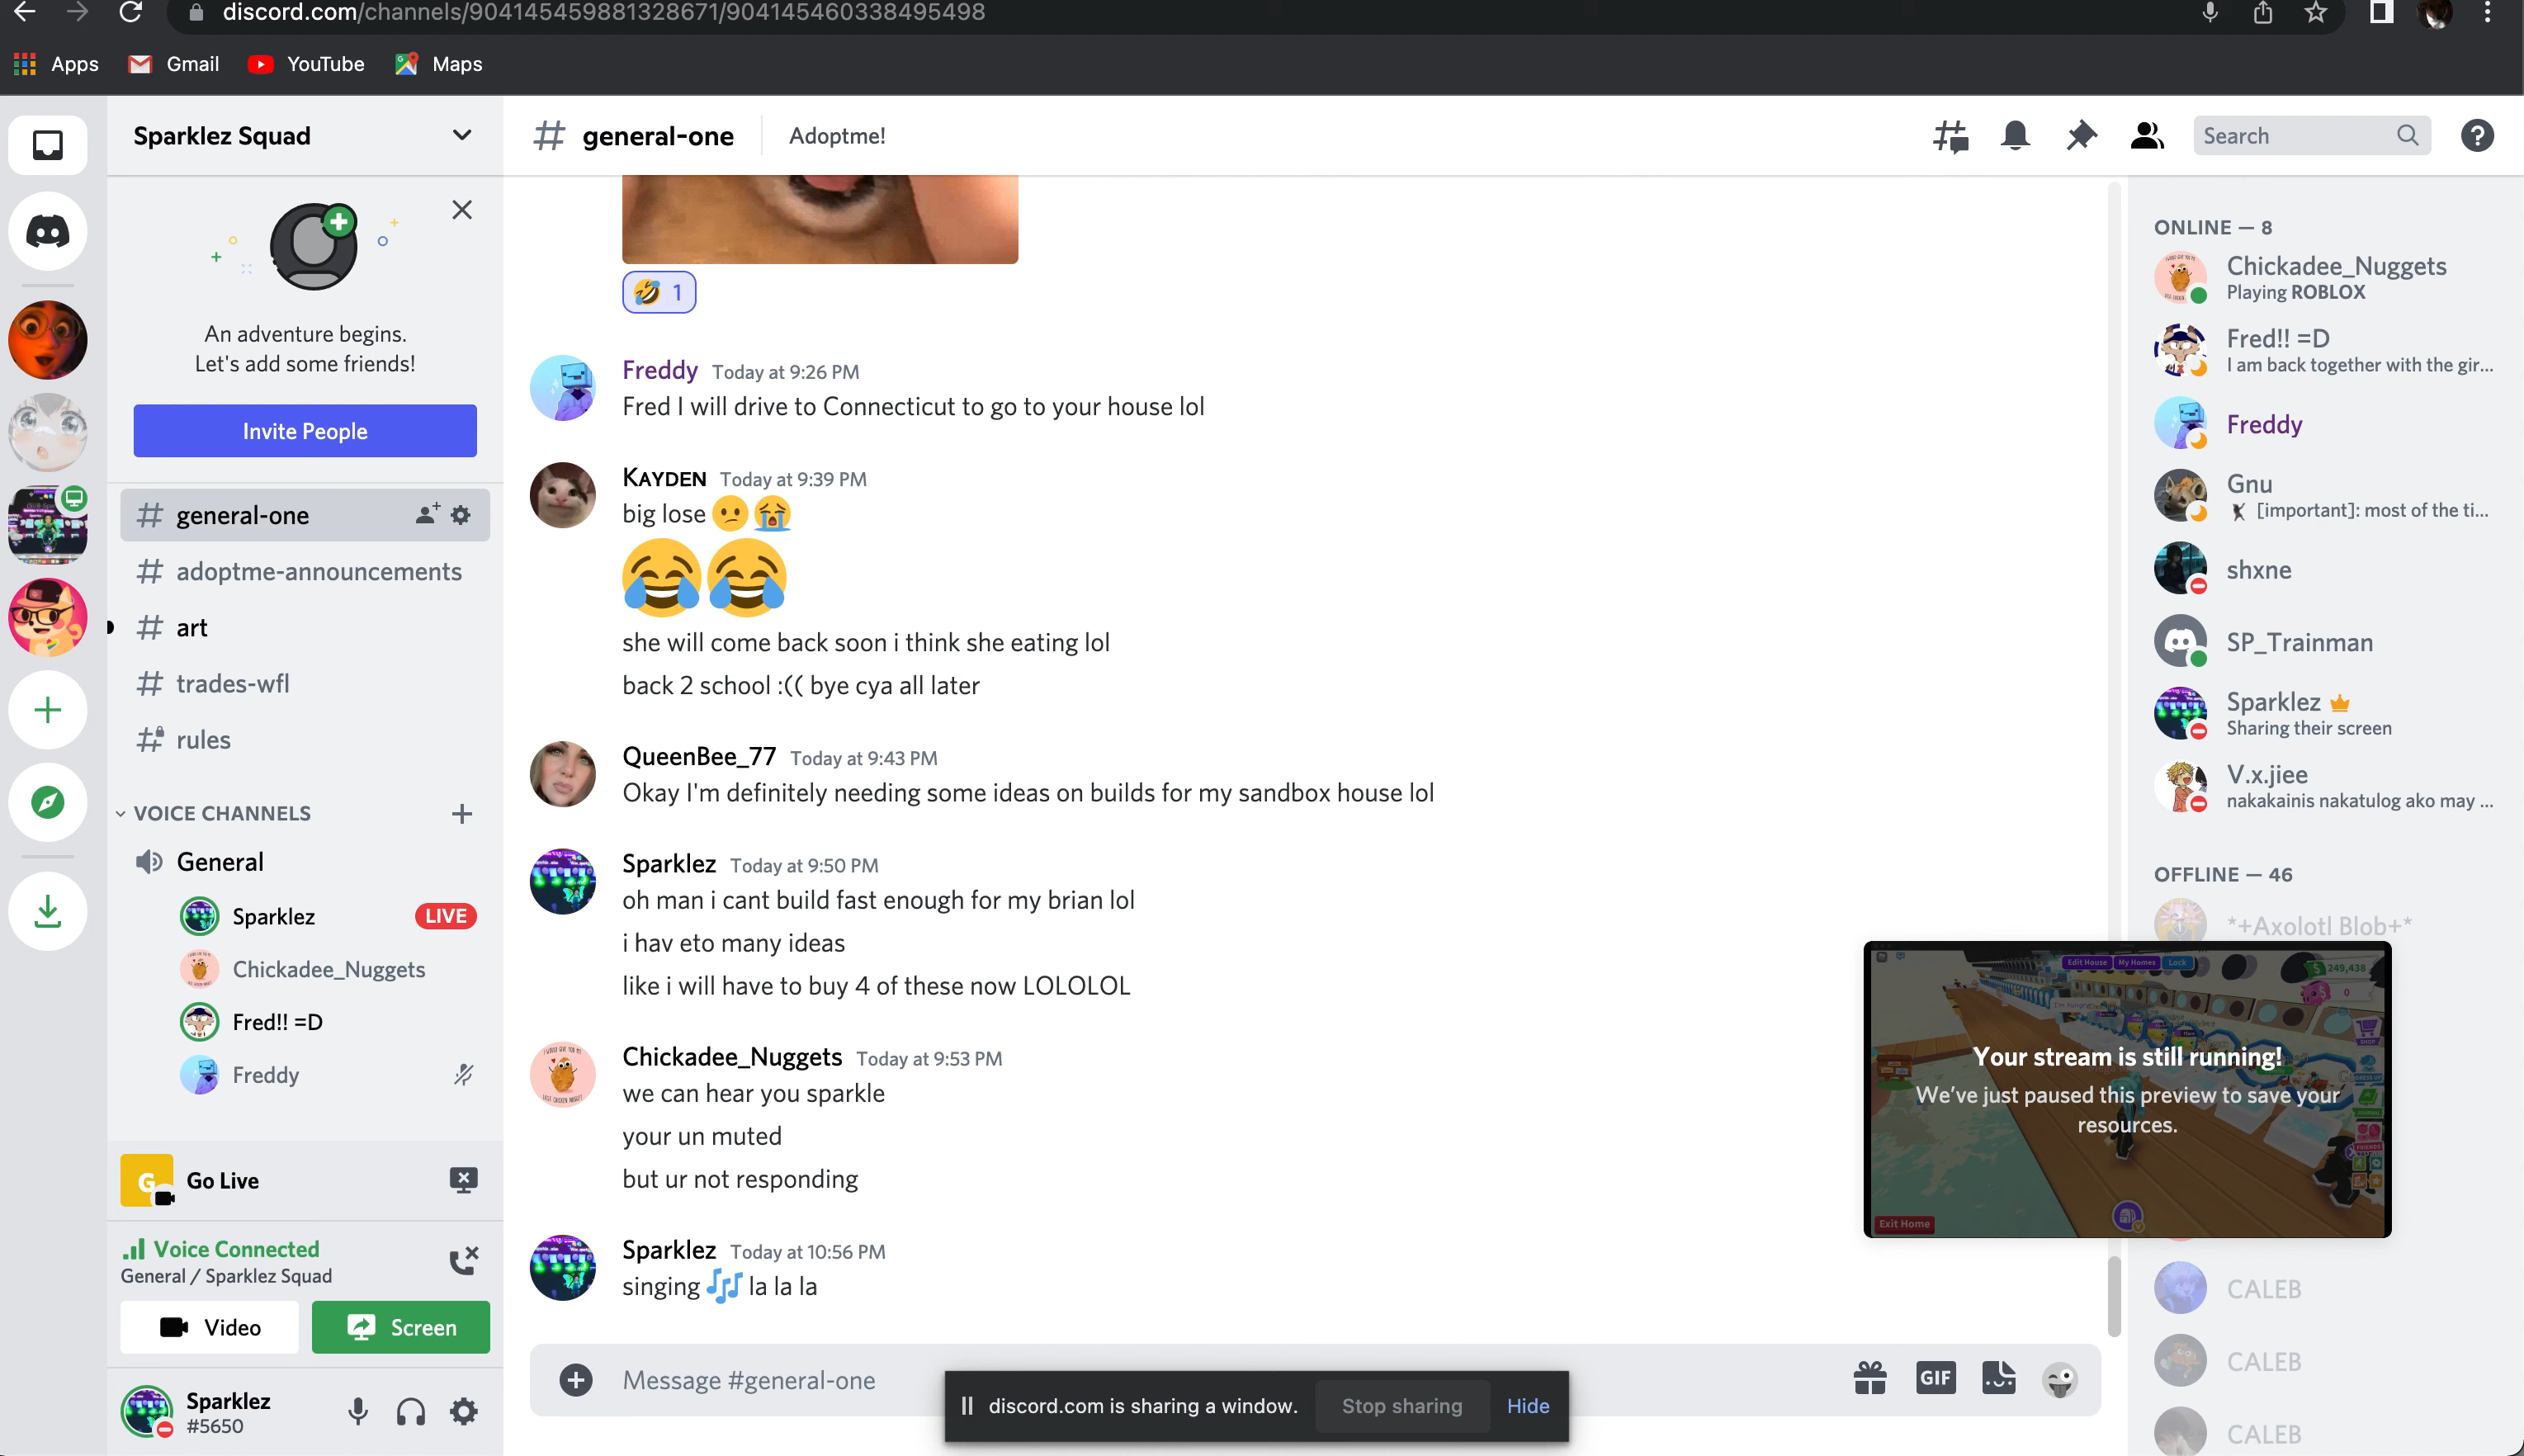 discord.com/channels/904145459881328671/904145460338495498
Apps
Gmail
YouTube
Maps
Sparklez Squad
# general-one
Adoptme!
Search
An adventure begins.
Let's add some friends!
Invite People
# general-one
# adoptme-announcements
# art
# trades-wfl
# rules
VOICE CHANNELS
General
Sparklez
LIVE
Chickadee_Nuggets
Fred!! =D
Freddy
G
Go Live
Voice Connected
General / Sparklez Squad
Video
Screen
Sparklez
#5650
🤣 1
Freddy Today at 9:26 PM
Fred I will drive to Connecticut to go to your house lol
KAYDEN Today at 9:39 PM
big lose 😕 😭
😂😂
she will come back soon i think she eating lol
back 2 school :(( bye cya all later
QueenBee_77 Today at 9:43 PM
Okay I'm definitely needing some ideas on builds for my sandbox house lol
Sparklez Today at 9:50 PM
oh man i cant build fast enough for my brian lol
i hav eto many ideas
like i will have to buy 4 of these now LOLOLOL
Chickadee_Nuggets Today at 9:53 PM
we can hear you sparkle
your un muted
but ur not responding
Sparklez Today at 10:56 PM
singing 🎶 la la la
Message #general-one
GIF
discord.com is sharing a window.
Stop sharing
Hide
ONLINE — 8
Chickadee_Nuggets
Playing ROBLOX
Fred!! =D
I am back together with the gir...
Freddy
Gnu
[important]: most of the ti...
shxne
SP_Trainman
Sparklez
Sharing their screen
V.x.jiee
nakakainis nakatulog ako may ...
OFFLINE — 46
*+Axolotl Blob+*
Edit House
My Homes
Lock
249,438
0
Your stream is still running!
We've just paused this preview to save your
resources.
Exit Home
CALEB
CALEB
CALEB